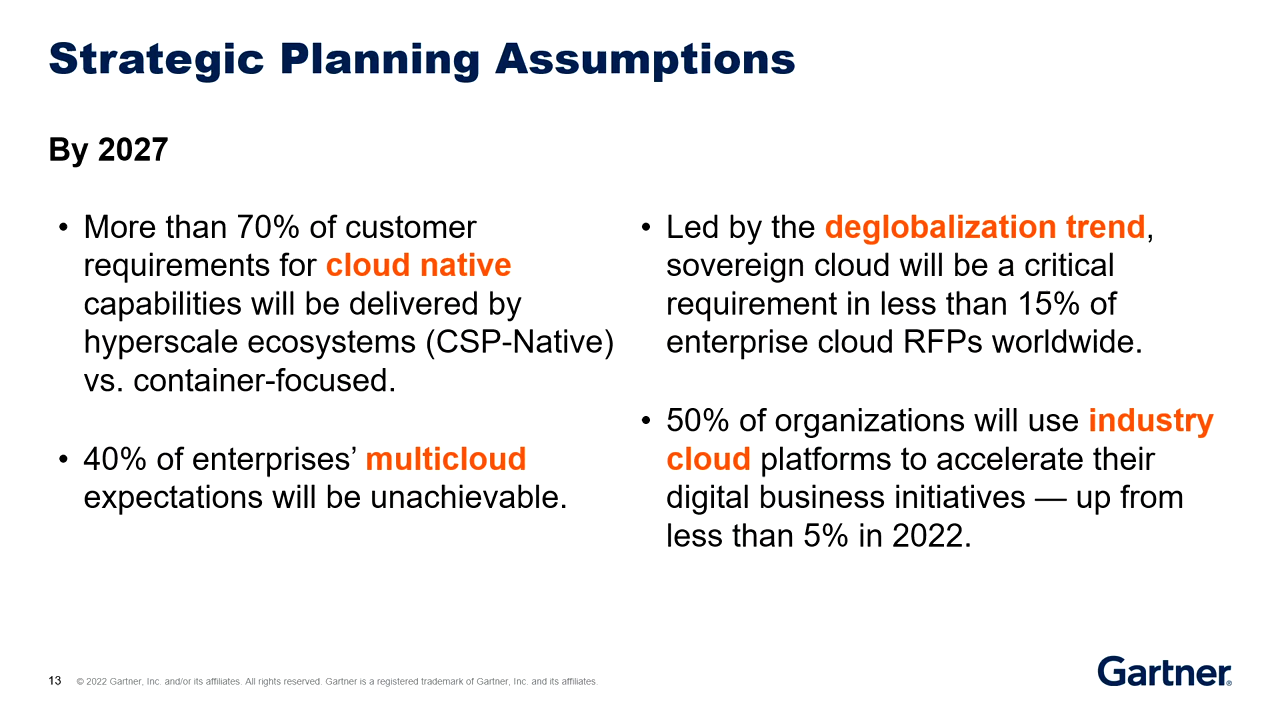 Strategic Planning Assumptions
By 2027
• More than 70% of customer
requirements for cloud native
capabilities will be delivered by
hyperscale ecosystems (CSP-Native)
vs. container-focused.
• 40% of enterprises’ multicloud
expectations will be unachievable.
• Led by the deglobalization trend,
sovereign cloud will be a critical
requirement in less than 15% of
enterprise cloud RFPs worldwide.
• 50% of organizations will use industry
cloud platforms to accelerate their
digital business initiatives — up from
less than 5% in 2022.
13 © 2022 Gartner, Inc. and/or its affiliates. All rights reserved. Gartner is a registered trademark of Gartner, Inc. and its affiliates.
Gartner®